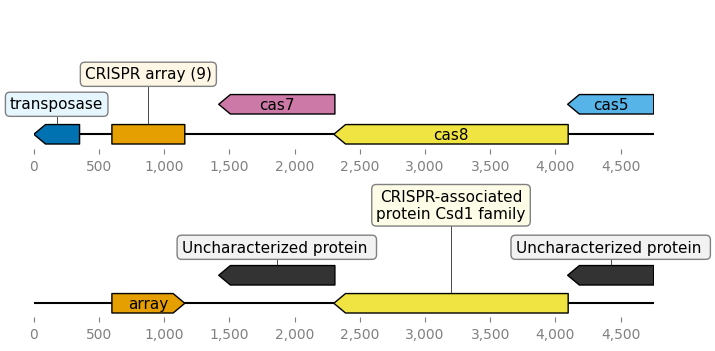 CRISPR array (9)
transposase
cas7
cas5
cas8
0 500 1,000 1,500 2,000 2,500 3,000 3,500 4,000 4,500
CRISPR-associated
protein Csd1 family
Uncharacterized protein
Uncharacterized protein
array
0 500 1,000 1,500 2,000 2,500 3,000 3,500 4,000 4,500